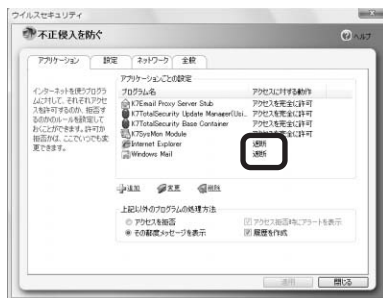 ウイルスセキュリティ
不正侵入を防ぐ
ヘルプ
アプリケーション 設定 ネットワーク 全般
インターネットを使うプログラ
ムに対して、それぞれアクセ
スを許可するのか、拒否す
るのかのルールを設定して
おくことができます。許可か
拒否かは、ここでいつでも変
更できます。
アプリケーションごとの設定
プログラム名 アクセスに対する動作
K7Email Proxy Server Stub アクセスを完全に許可
K7TotalSecurity Update Manager(Usi... アクセスを完全に許可
K7TotalSecurity Base Container アクセスを完全に許可
K7SysMon Module アクセスを完全に許可
Internet Explorer 遮断
Windows Mail 遮断
追加 変更 削除
上記以外のプログラムの処理方法
アクセスを拒否
その都度メッセージを表示
アクセス拒否時にアラートを表示
履歴を作成
適用 閉じる